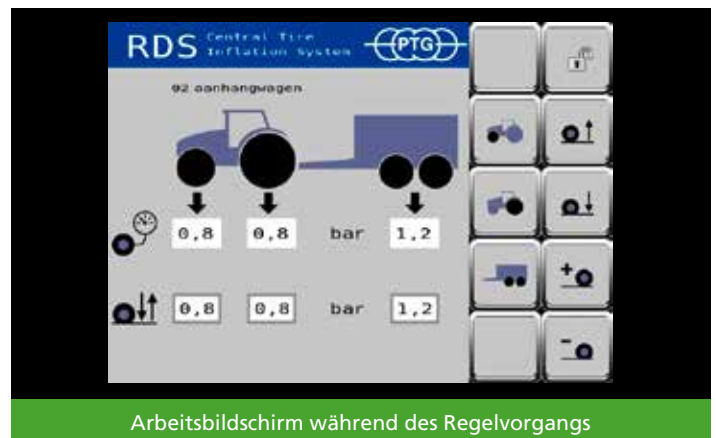 RDS Central Tire
Inflation System
PTG
02 aanhangwagen
0,8 0,8 bar 1,2
0,8 0,8 bar 1,2
+
-
Arbeitsbildschirm während des Regelvorgangs